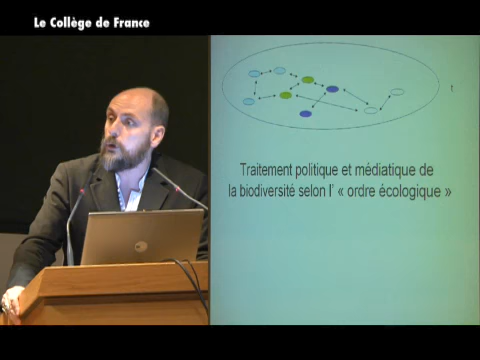 Le Collège de France
t
Traitement politique et médiatique de
la biodiversité selon l' « ordre écologique »